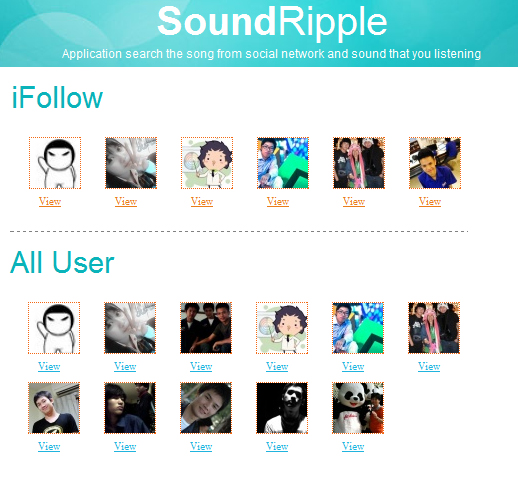 SoundRipple
Application search the song from social network and sound that you listening
iFollow
View View View View View View
All User
View View View View View View
View View View View View